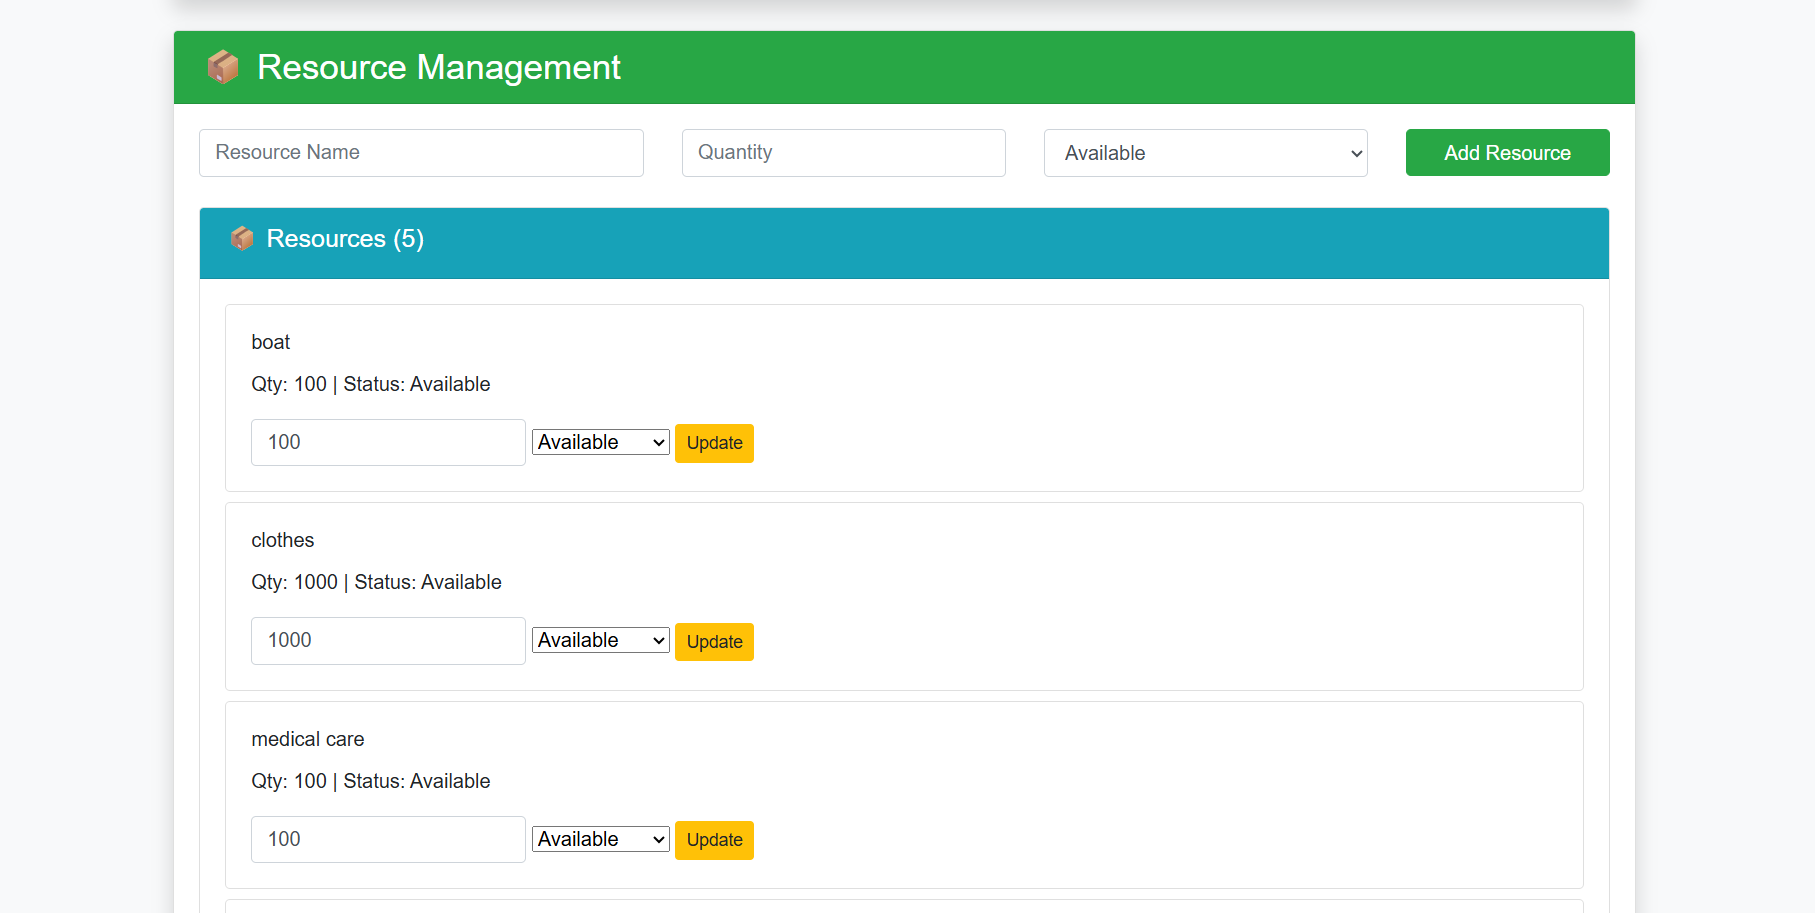 📦 Resource Management
Resource Name Quantity Available Add Resource
📦 Resources (5)
boat
Qty: 100 | Status: Available
100 Available Update
clothes
Qty: 1000 | Status: Available
1000 Available Update
medical care
Qty: 100 | Status: Available
100 Available Update